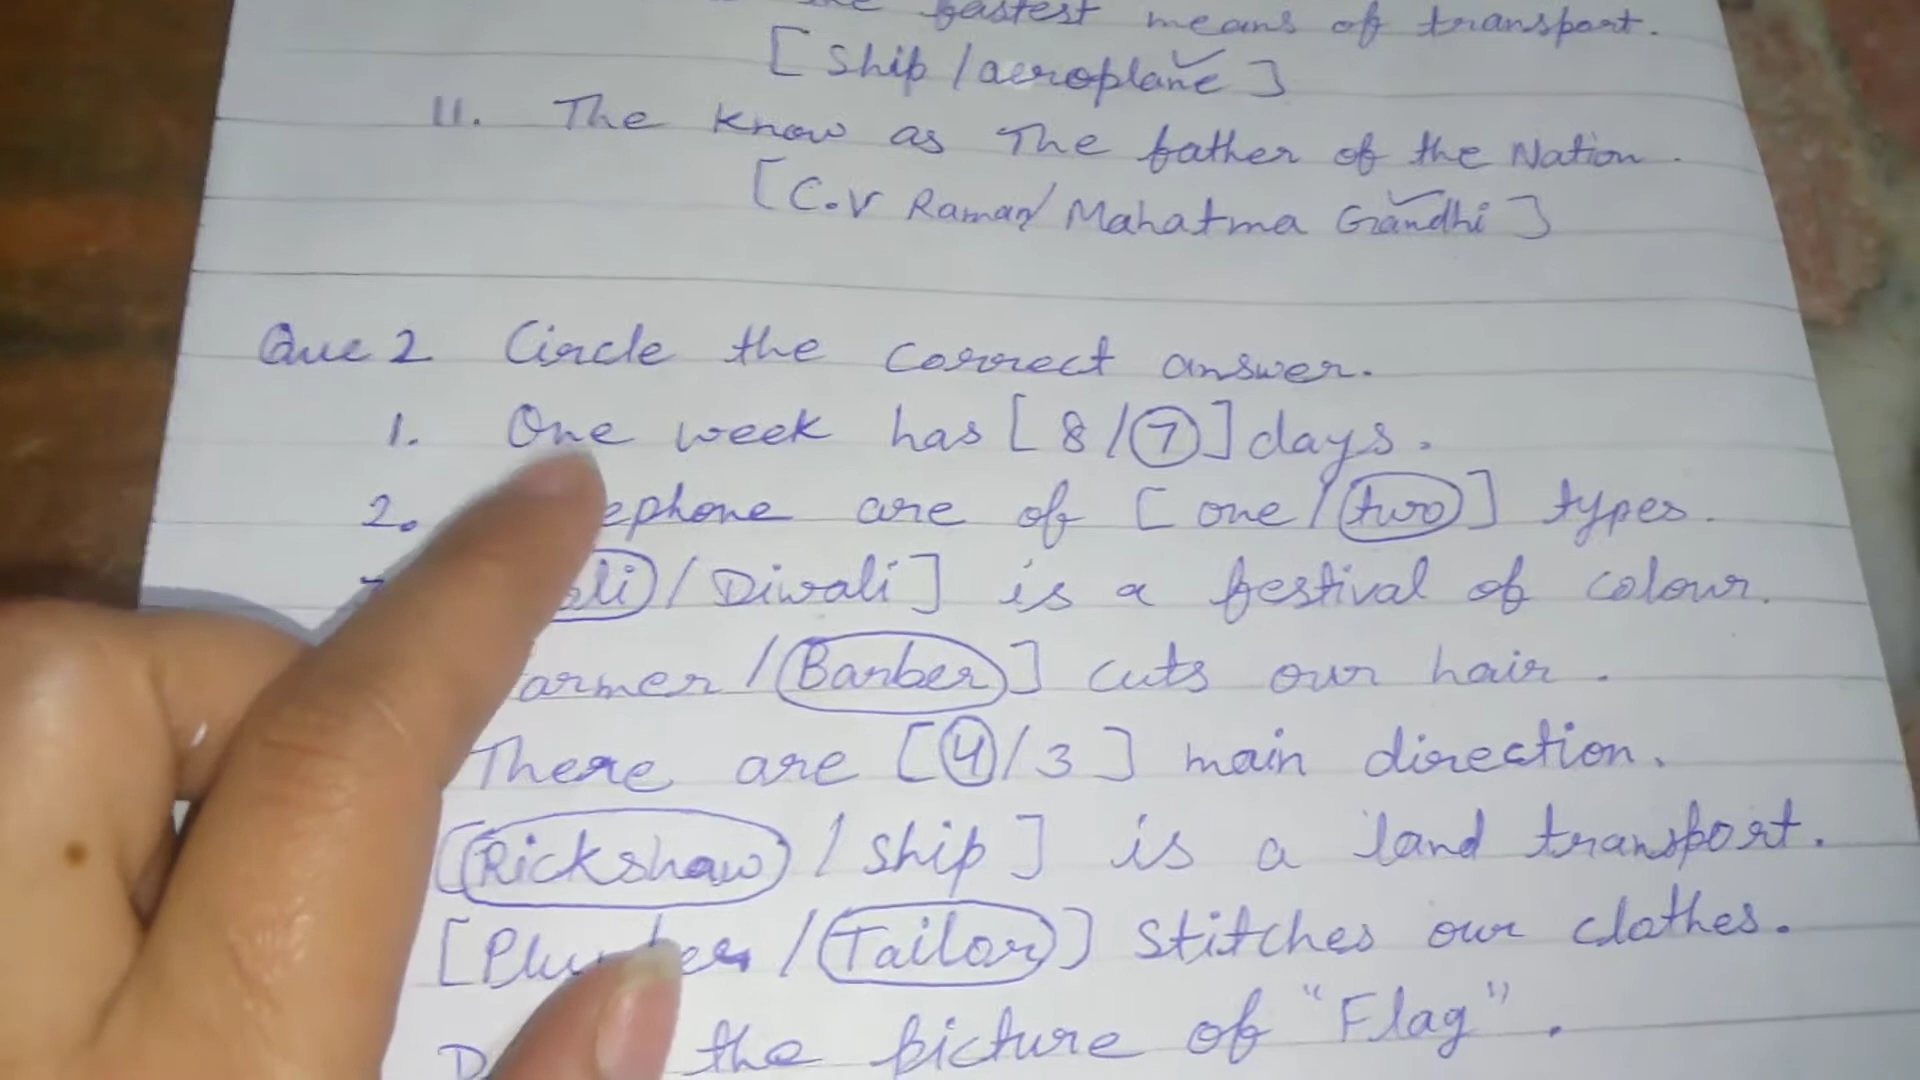 fastest means of transport.
[ Ship / aeroplane ]
11. The know as The father of the Nation.
[ C.V Raman / Mahatma Gandhi ]
Que 2 Circle the correct answer.
1. One week has [ 8 / 7 ] days.
2. ephone are of [ one / two ] types.
oli / Diwali ] is a festival of colour.
armer / Barber ] cuts our hair.
There are [ 4 / 3 ] main direction.
[ Rickshaw / Ship ] is a land transport.
[ Plumber / Tailor ] Stitches our clothes.
the picture of "Flag".